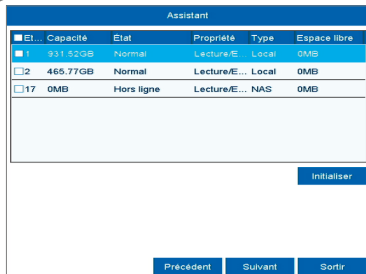 Assistant
Et... Capacité État Propriété Type Espace libre
1 931.52GB Normal Lecture/E... Local 0MB
2 465.77GB Normal Lecture/E... Local 0MB
17 0MB Hors ligne Lecture/E... NAS 0MB
Initialiser
Précédent Suivant Sortir